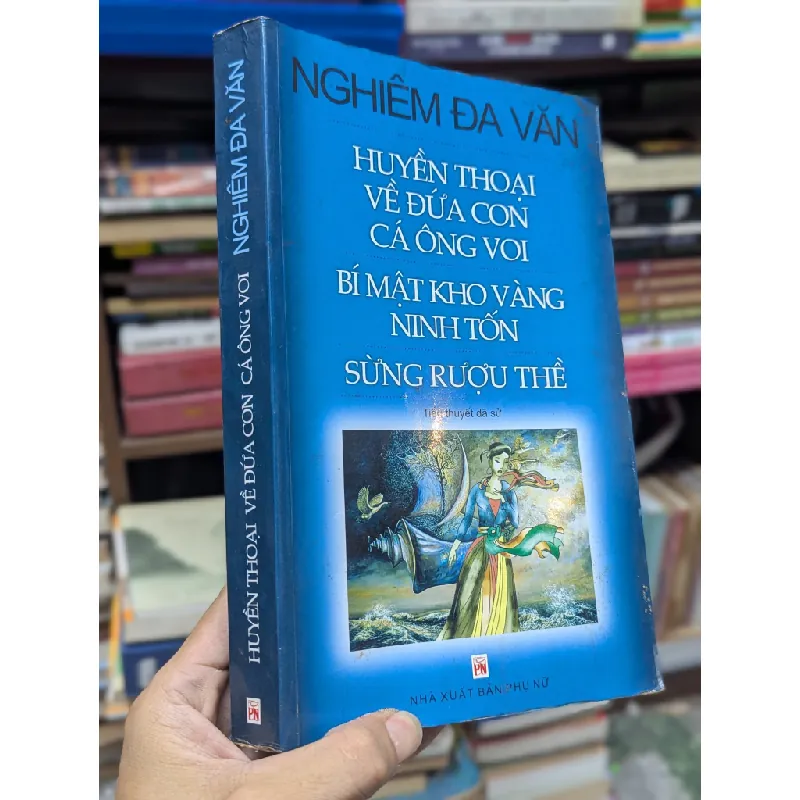 NGHIÊM ĐA VĂN
HUYỀN THOẠI
VỀ ĐỨA CON
CÁ ÔNG VOI
BÍ MẬT KHO VÀNG
NINH TỐN
SỪNG RƯỢU THỀ
Tiểu thuyết dã sử
PN
NHÀ XUẤT BẢN PHỤ NỮ
HUYỀN THOẠI VỀ ĐỨA CON CÁ ÔNG VOI NGHIÊM ĐA VĂN
PN